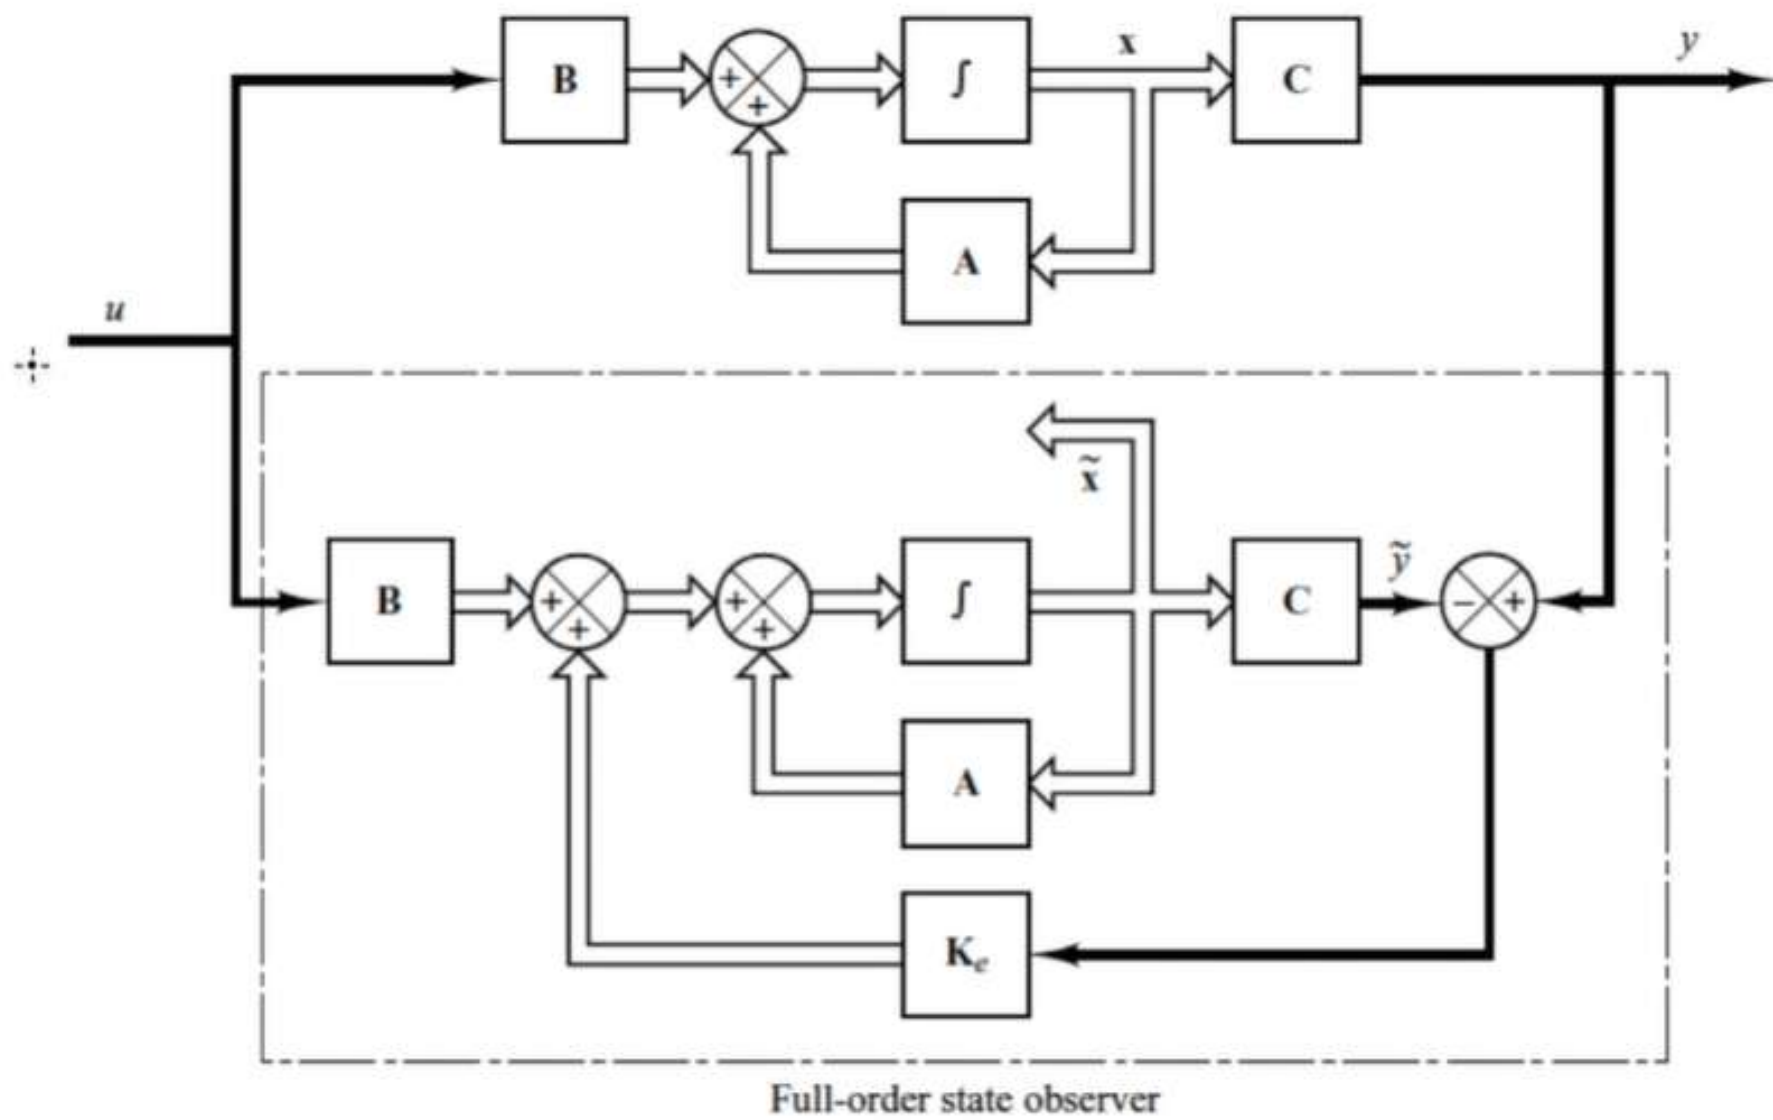 B
+
+
∫
x
C
y
A
u
x̃
B
+
+
+
+
∫
C
ỹ
−
+
A
Kₑ
Full-order state observer